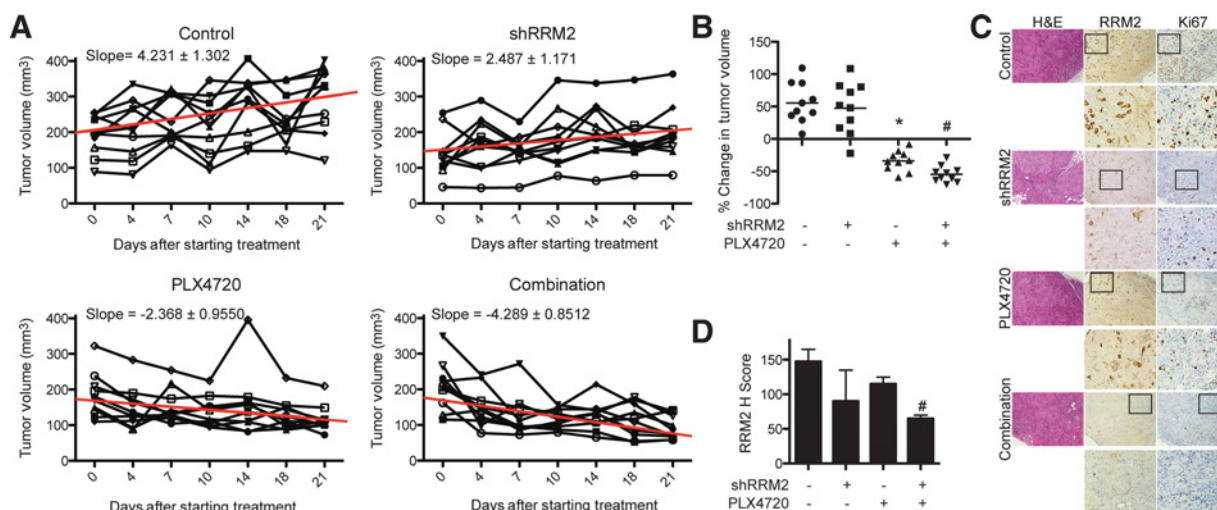 A
Control
Slope= 4.231 ± 1.302
Tumor volume (mm3)
400
300
200
100
0
0 4 7 10 14 18 21
Days after starting treatment
shRRM2
Slope = 2.487 ± 1.171
Tumor volume (mm3)
400
300
200
100
0
0 4 7 10 14 18 21
Days after starting treatment
PLX4720
Slope = -2.368 ± 0.9550
Tumor volume (mm3)
400
300
200
100
0
0 4 7 10 14 18 21
Days after starting treatment
Combination
Slope = -4.289 ± 0.8512
Tumor volume (mm3)
400
300
200
100
0
0 4 7 10 14 18 21
Days after starting treatment
B
% Change in tumor volume
150
100
50
0
-50
-100
* #
shRRM2 - + - +
PLX4720 - - + +
C
H&E RRM2 Ki67
Control
shRRM2
PLX4720
Combination
D
RRM2 H Score
150
100
50
0
#
shRRM2 - + - +
PLX4720 - - + +